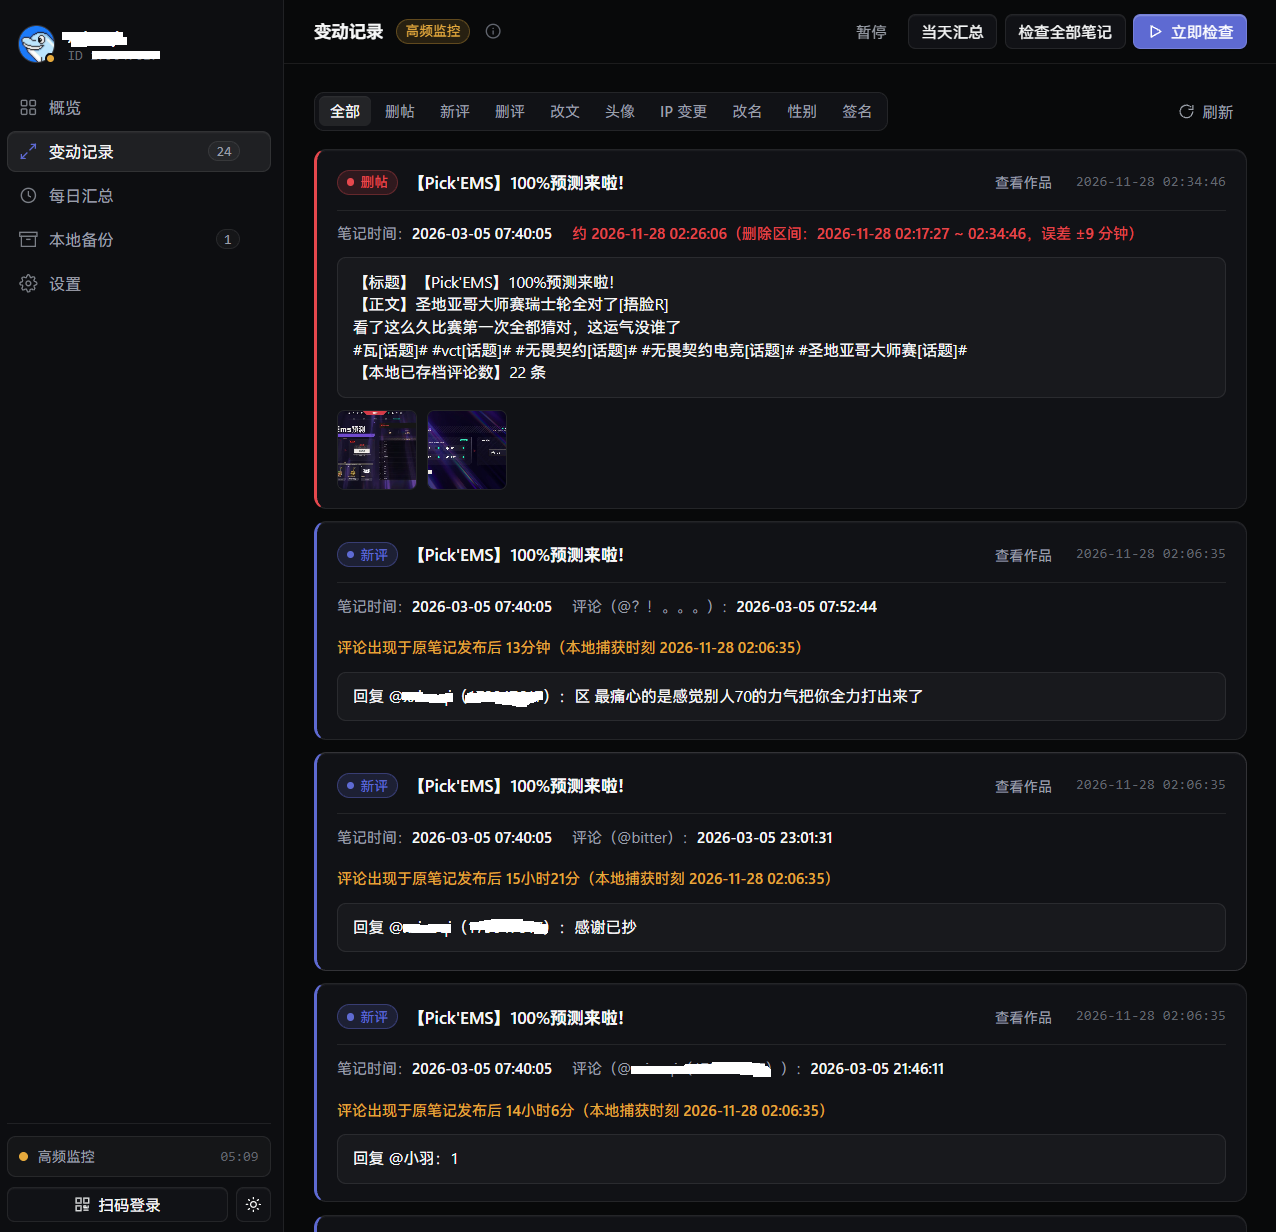 ID
概览
变动记录 24
每日汇总
本地备份 1
设置
高频监控 05:09
扫码登录
变动记录 高频监控 暂停 当天汇总 检查全部笔记 立即检查
全部 删帖 新评 删评 改文 头像 IP 变更 改名 性别 签名 刷新
删帖 【Pick'EMS】100%预测来啦! 查看作品 2026-11-28 02:34:46
笔记时间: 2026-03-05 07:40:05 约 2026-11-28 02:26:06（删除区间: 2026-11-28 02:17:27 ~ 02:34:46，误差 ±9 分钟）
【标题】【Pick'EMS】100%预测来啦!
【正文】圣地亚哥大师赛瑞士轮全对了[捂脸R]
看了这么久比赛第一次全都猜对，这运气没谁了
#瓦[话题]# #vct[话题]# #无畏契约[话题]# #无畏契约电竞[话题]# #圣地亚哥大师赛[话题]#
【本地已存档评论数】22 条
Ems预测
新评 【Pick'EMS】100%预测来啦! 查看作品 2026-11-28 02:06:35
笔记时间: 2026-03-05 07:40:05 评论（@？！。。。）: 2026-03-05 07:52:44
评论出现于原笔记发布后 13分钟（本地捕获时刻 2026-11-28 02:06:35）
回复 @（）: 区 最痛心的是感觉别人70的力气把你全力打出来了
新评 【Pick'EMS】100%预测来啦! 查看作品 2026-11-28 02:06:35
笔记时间: 2026-03-05 07:40:05 评论（@bitter）: 2026-03-05 23:01:31
评论出现于原笔记发布后 15小时21分（本地捕获时刻 2026-11-28 02:06:35）
回复 @（）: 感谢已抄
新评 【Pick'EMS】100%预测来啦! 查看作品 2026-11-28 02:06:35
笔记时间: 2026-03-05 07:40:05 评论（@）: 2026-03-05 21:46:11
评论出现于原笔记发布后 14小时6分（本地捕获时刻 2026-11-28 02:06:35）
回复 @小羽: 1